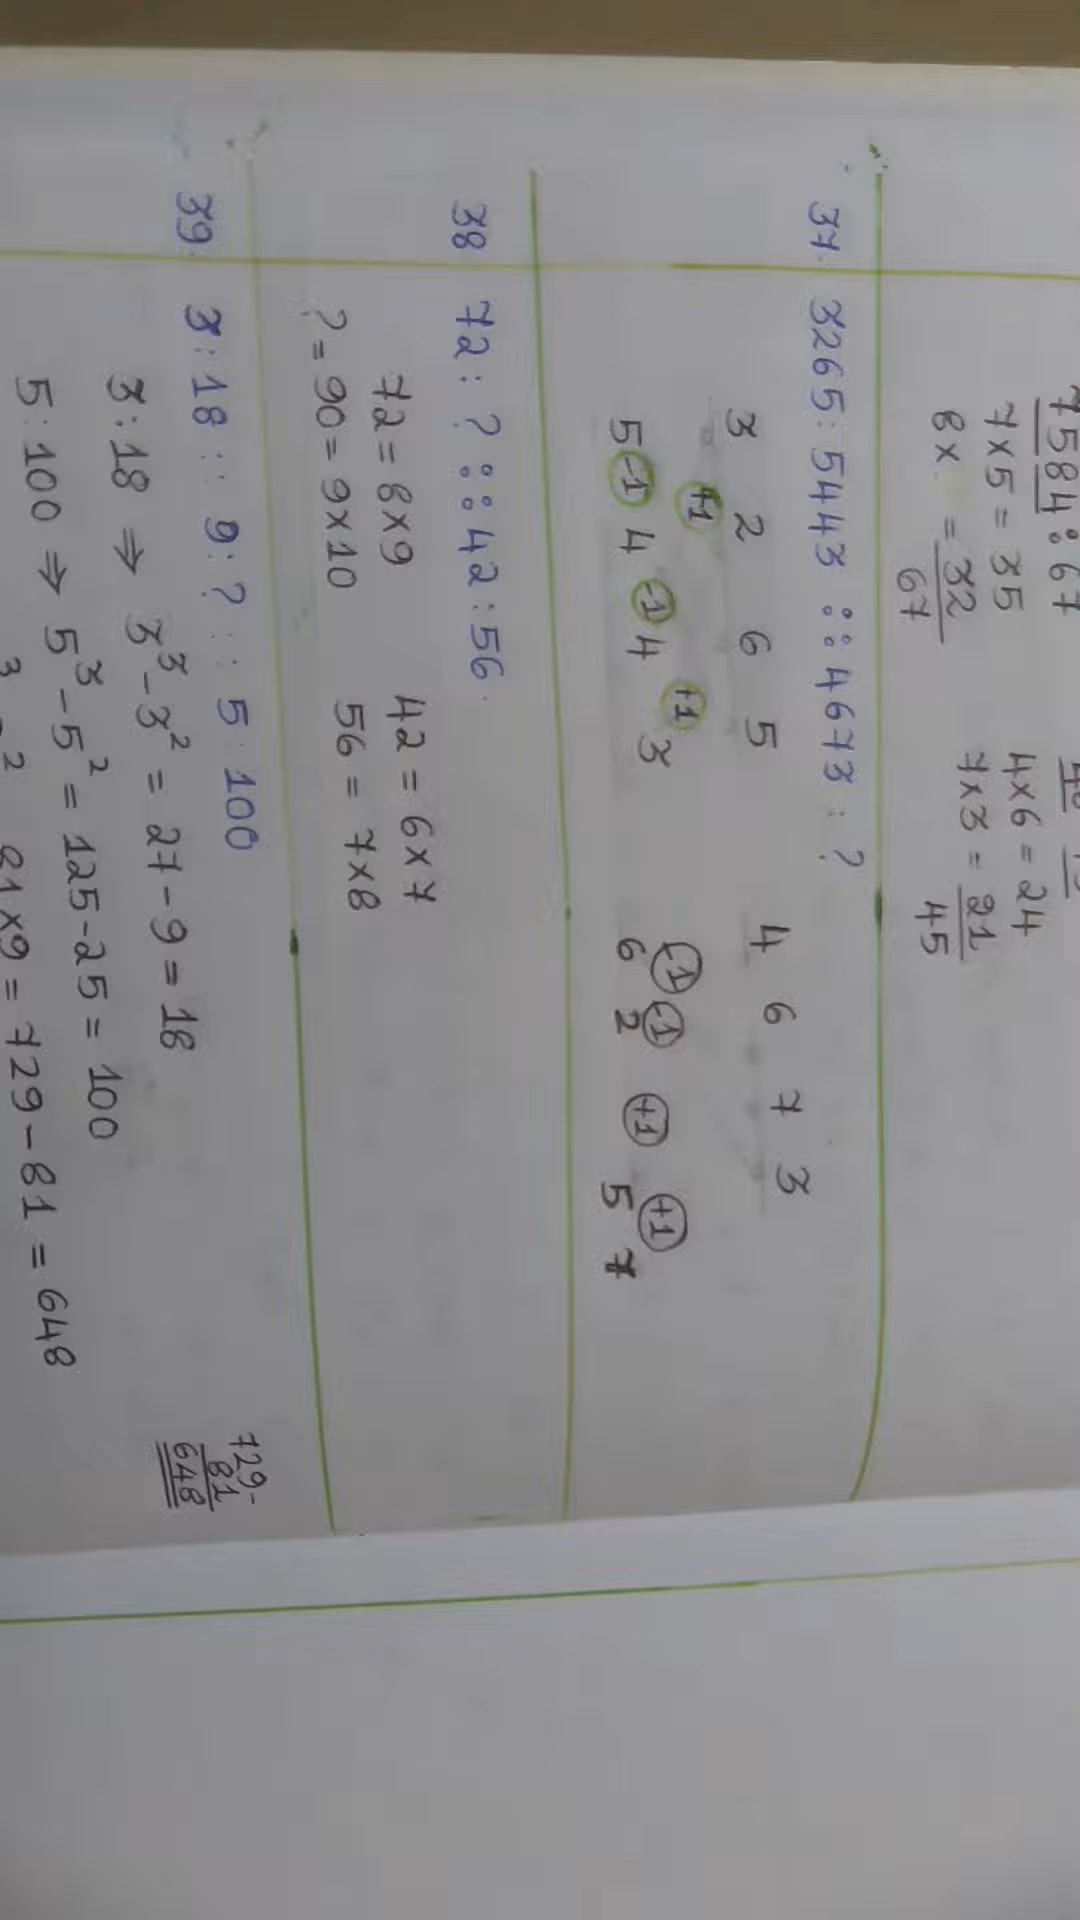 7584 : 67
7×5 = 35 4×6 = 24
8× = 32 7×3 = 21
67 45
37. 3265 : 5443 :: 4673 : ?
3 2 6 5 4 6 7 3
+1 +1 -1 -1 +1 +1
5 -1 4 -1 4 3 6 2 5 7
38 72 : ? :: 42 : 56.
72 = 8×9 42 = 6×7
? = 90 = 9×10 56 = 7×8
39. 3 : 18 :: 9 : ? :: 5 : 100
3 : 18 ⇒ 3³ - 3² = 27 - 9 = 18
5 : 100 ⇒ 5³ - 5² = 125 - 25 = 100
81×9 = 729 - 81 = 648
729-
81
648